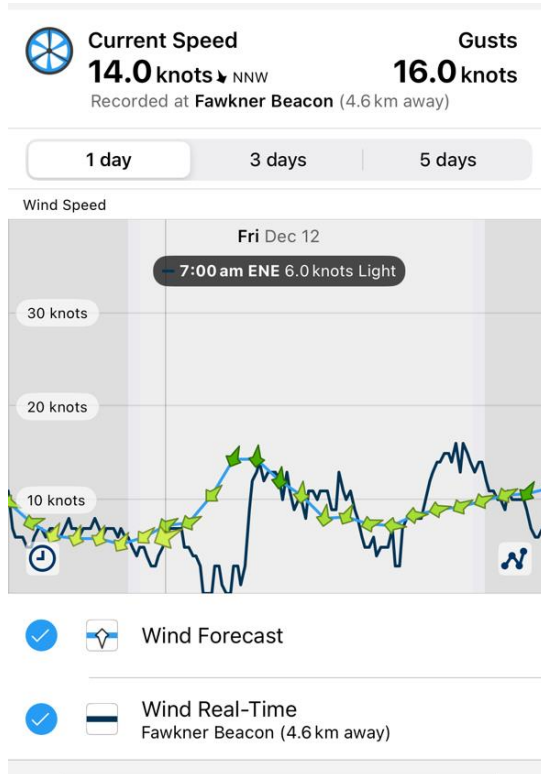 Current Speed
Gusts
14.0 knots NNW
16.0 knots
Recorded at Fawkner Beacon (4.6 km away)
1 day
3 days
5 days
Wind Speed
Fri Dec 12
7:00 am ENE 6.0 knots Light
30 knots
20 knots
10 knots
Wind Forecast
Wind Real-Time
Fawkner Beacon (4.6 km away)